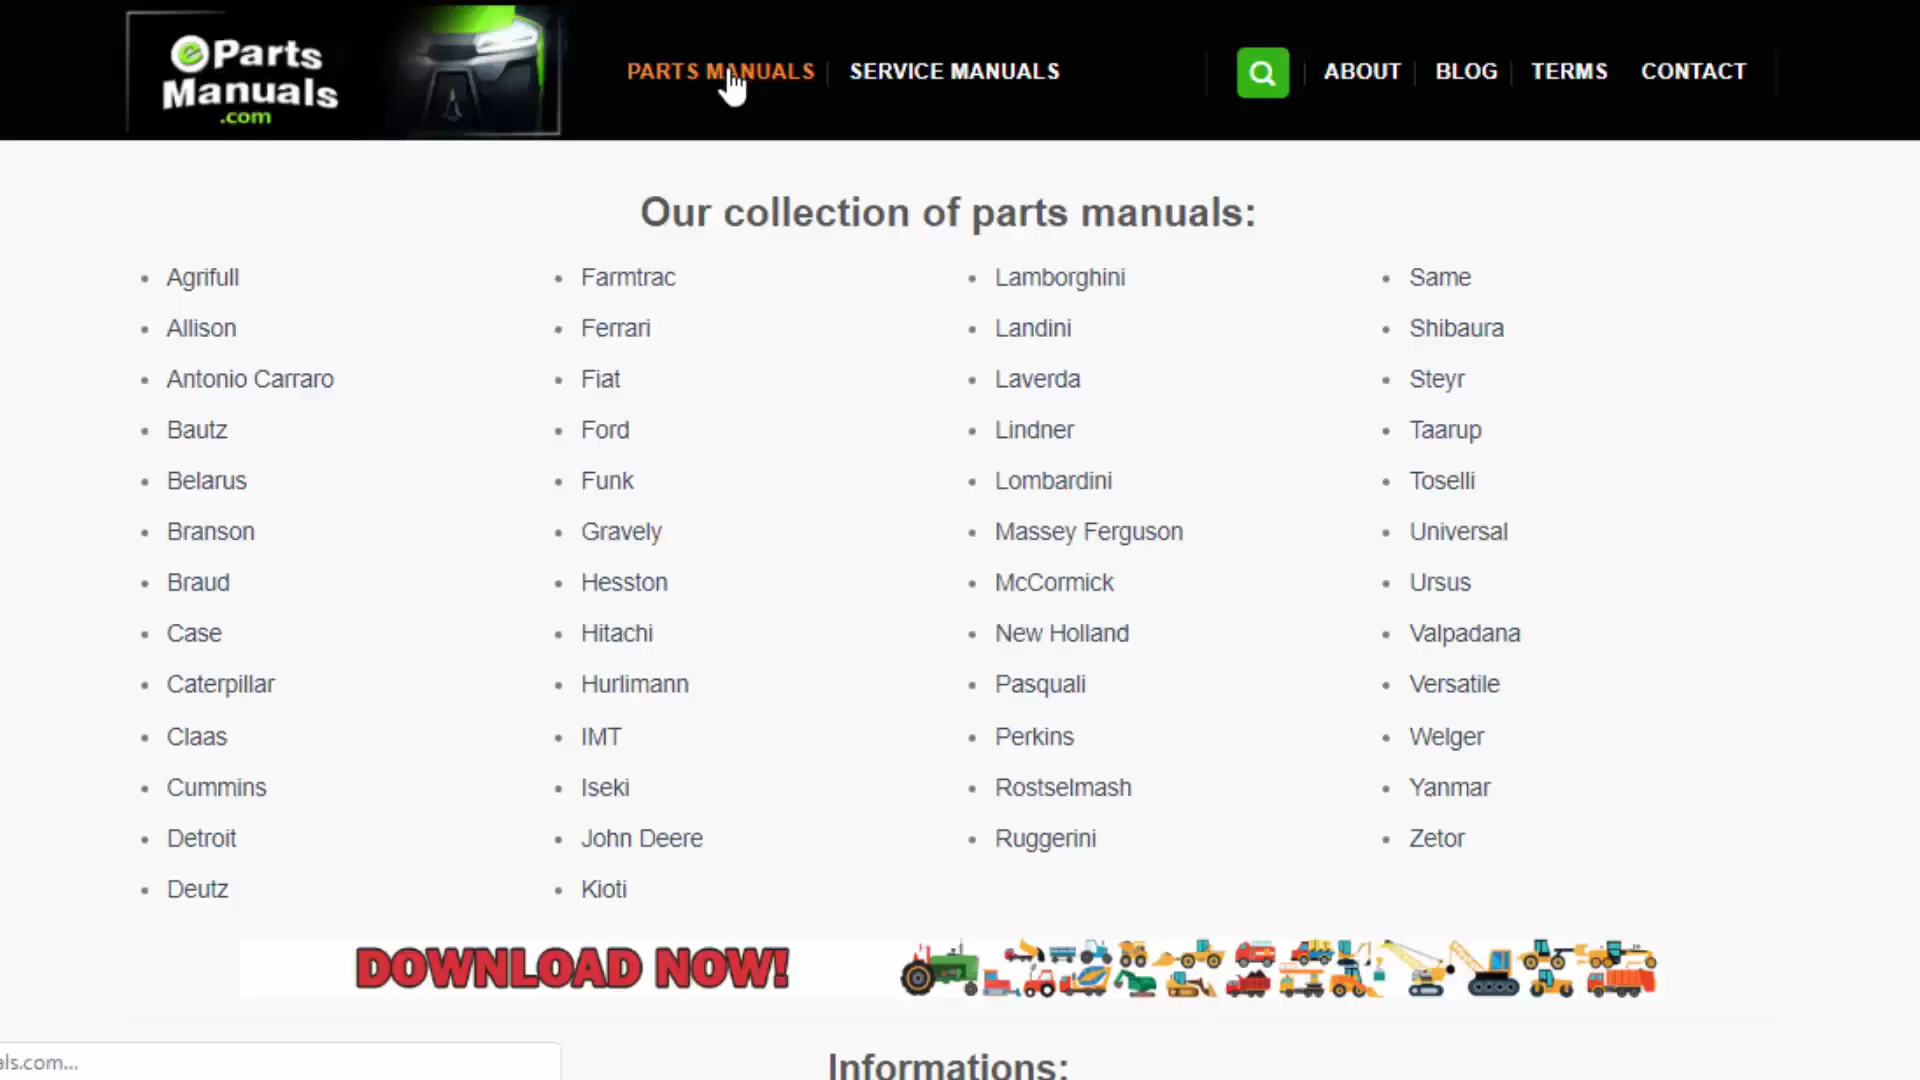 eParts
Manuals
.com
PARTS MANUALS
SERVICE MANUALS
ABOUT
BLOG
TERMS
CONTACT
Our collection of parts manuals:
Agrifull
Allison
Antonio Carraro
Bautz
Belarus
Branson
Braud
Case
Caterpillar
Claas
Cummins
Detroit
Deutz
Farmtrac
Ferrari
Fiat
Ford
Funk
Gravely
Hesston
Hitachi
Hurlimann
IMT
Iseki
John Deere
Kioti
Lamborghini
Landini
Laverda
Lindner
Lombardini
Massey Ferguson
McCormick
New Holland
Pasquali
Perkins
Rostselmash
Ruggerini
Same
Shibaura
Steyr
Taarup
Toselli
Universal
Ursus
Valpadana
Versatile
Welger
Yanmar
Zetor
DOWNLOAD NOW!
Informations:
als.com...